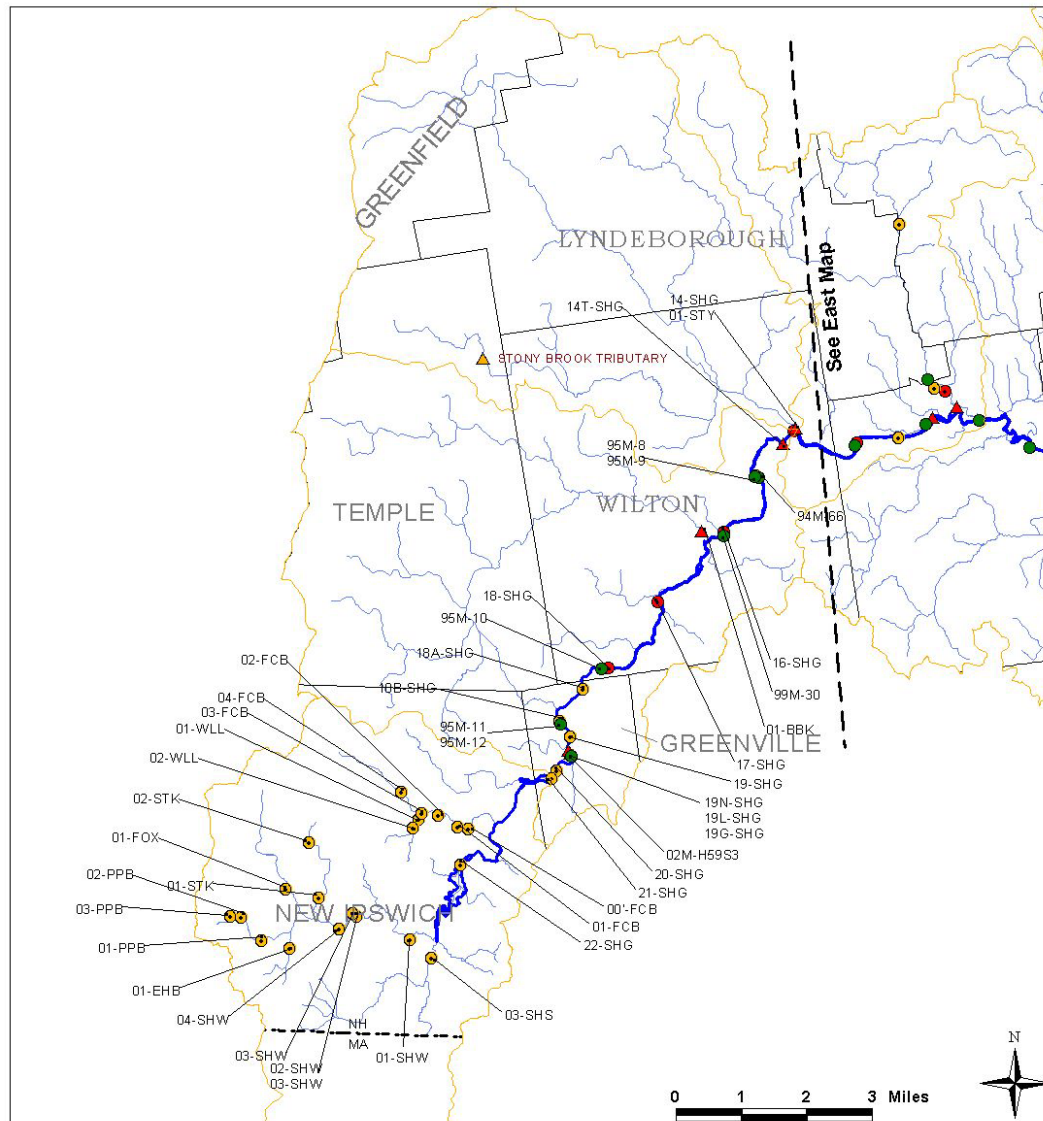 GREENFIELD
LYNDEBOROUGH
See East Map
14T-SHG
14-SHG
01-STY
STONY BROOK TRIBUTARY
95M-8
95M-9
94M-66
TEMPLE
WILTON
18-SHG
95M-10
02-FCB
18A-SHG
16-SHG
04-FCB
18B-SHG
99M-30
03-FCB
01-WLL
95M-11
95M-12
01-BBK
GREENVILLE
02-WLL
17-SHG
02-STK
19-SHG
19N-SHG
19L-SHG
19G-SHG
01-FOX
02M-H59S3
02-PPB
20-SHG
01-STK
21-SHG
03-PPB
NEW IPSWICH
00'-FCB
01-FCB
01-PPB
22-SHG
01-EHB
04-SHW
03-SHS
NH
MA
03-SHW
02-SHW
03-SHW
01-SHW
N
0 1 2 3 Miles